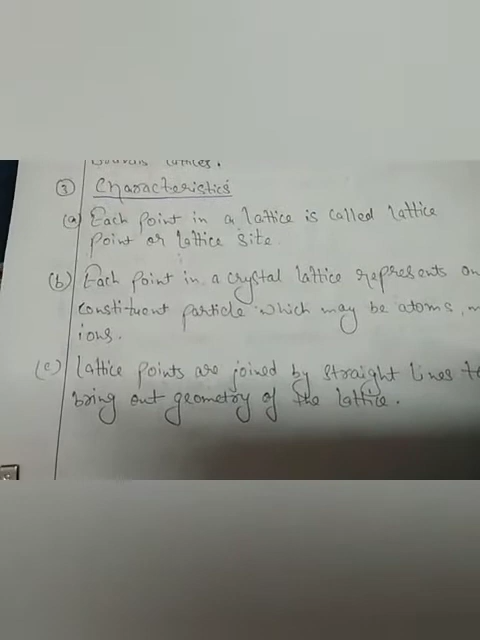 ③ Characteristics
(a) Each point in a lattice is called lattice
point or lattice site.
(b) Each point in a crystal lattice represents
constituent particle which may be atoms,
ions.
(c) Lattice points are joined by straight lines to
bring out geometry of the lattice.